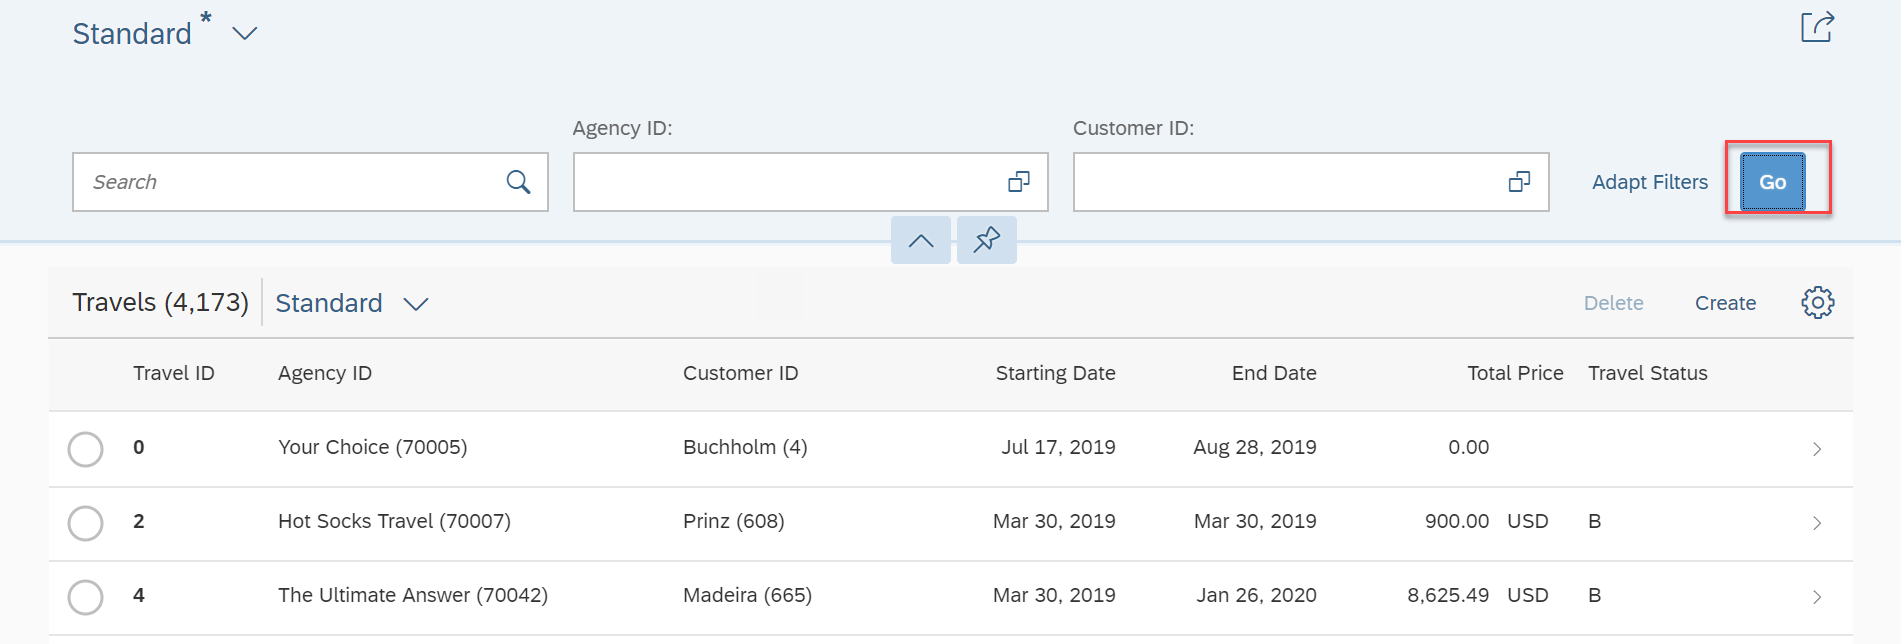 Standard *
Agency ID: Customer ID:
Search Adapt Filters Go
Travels (4,173) Standard Delete Create
Travel ID Agency ID Customer ID Starting Date End Date Total Price Travel Status
0 Your Choice (70005) Buchholm (4) Jul 17, 2019 Aug 28, 2019 0.00
2 Hot Socks Travel (70007) Prinz (608) Mar 30, 2019 Mar 30, 2019 900.00 USD B
4 The Ultimate Answer (70042) Madeira (665) Mar 30, 2019 Jan 26, 2020 8,625.49 USD B